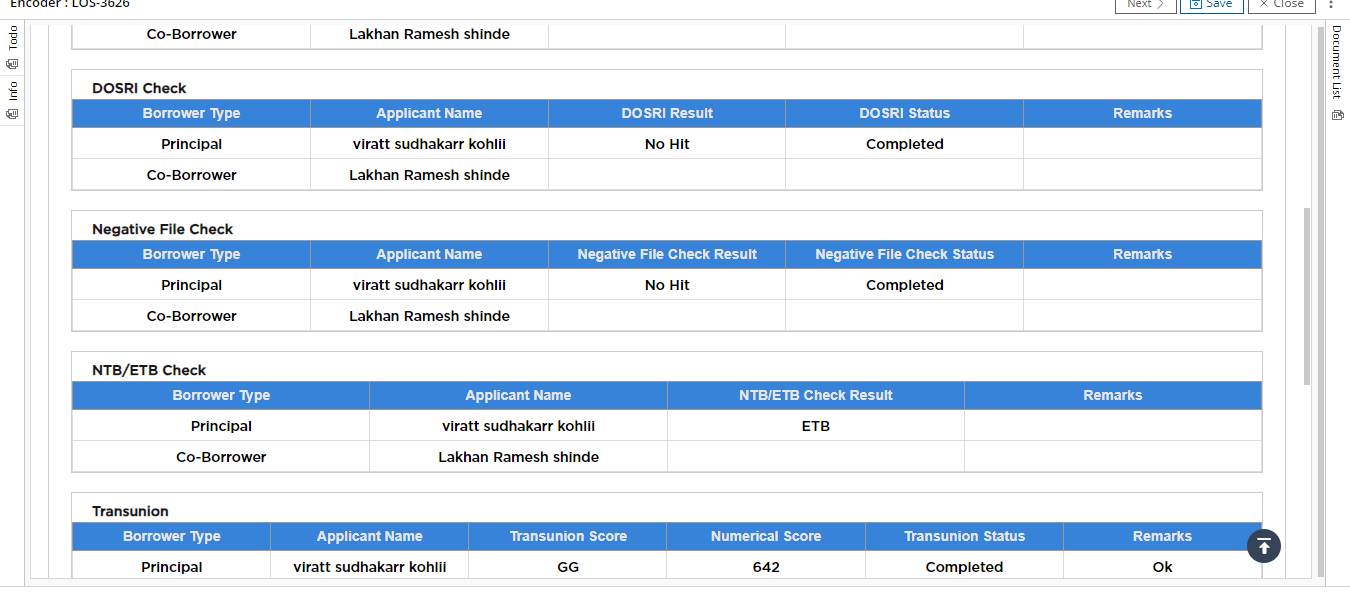 Encoder : LOS-3626
Next Save Close
Todo
Info
Document List
Co-Borrower Lakhan Ramesh shinde
DOSRI Check
Borrower Type Applicant Name DOSRI Result DOSRI Status Remarks
Principal viratt sudhakarr kohlii No Hit Completed
Co-Borrower Lakhan Ramesh shinde
Negative File Check
Borrower Type Applicant Name Negative File Check Result Negative File Check Status Remarks
Principal viratt sudhakarr kohlii No Hit Completed
Co-Borrower Lakhan Ramesh shinde
NTB/ETB Check
Borrower Type Applicant Name NTB/ETB Check Result Remarks
Principal viratt sudhakarr kohlii ETB
Co-Borrower Lakhan Ramesh shinde
Transunion
Borrower Type Applicant Name Transunion Score Numerical Score Transunion Status Remarks
Principal viratt sudhakarr kohlii GG 642 Completed Ok